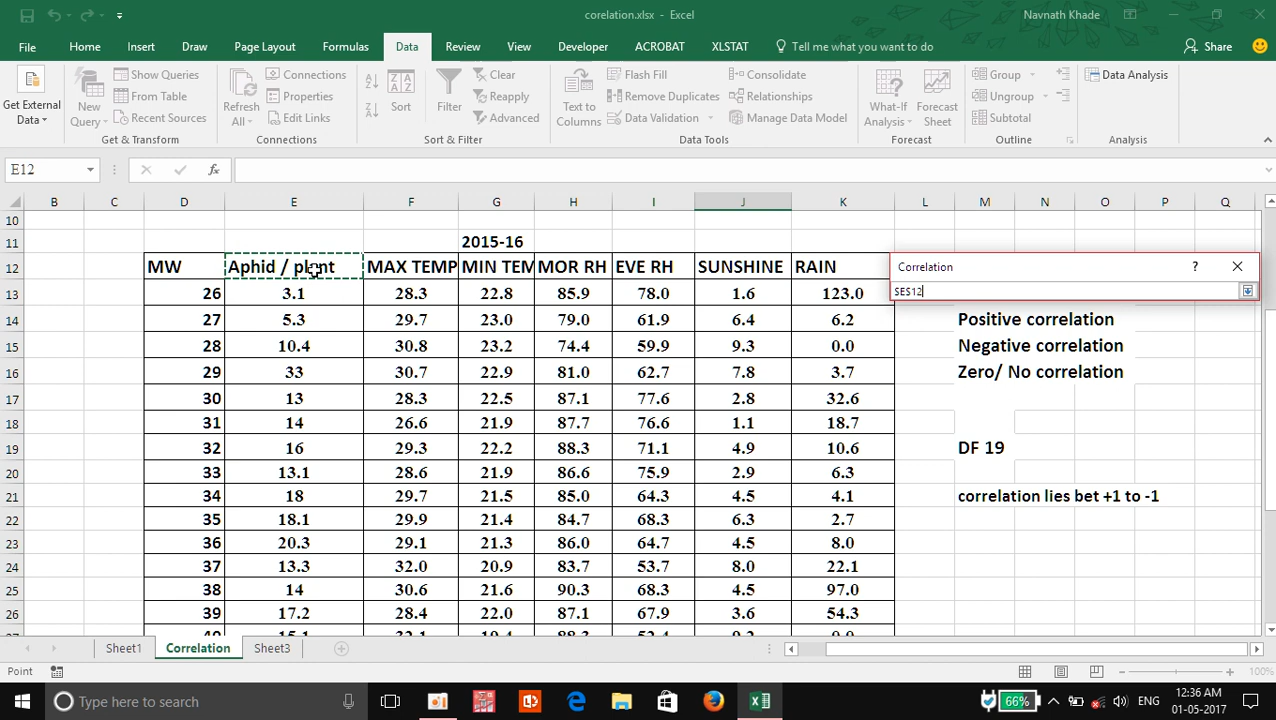 corelation.xlsx - Excel
Navnath Khade
File Home Insert Draw Page Layout Formulas Data Review View Developer ACROBAT XLSTAT Tell me what you want to do Share
Get External Data
New Query
Show Queries
From Table
Recent Sources
Refresh All
Connections
Properties
Edit Links
Sort
Filter
Clear
Reapply
Advanced
Text to Columns
Flash Fill
Remove Duplicates
Data Validation
Consolidate
Relationships
Manage Data Model
What-If Analysis
Forecast Sheet
Group
Ungroup
Subtotal
Data Analysis
Get & Transform Connections Sort & Filter Data Tools Forecast Outline Analysis
E12 fx
B C D E F G H I J K L M N O P Q
10
11 2015-16
12 MW Aphid / plant MAX TEMP MIN TEM MOR RH EVE RH SUNSHINE RAIN
13 26 3.1 28.3 22.8 85.9 78.0 1.6 123.0
14 27 5.3 29.7 23.0 79.0 61.9 6.4 6.2 Positive correlation
15 28 10.4 30.8 23.2 74.4 59.9 9.3 0.0 Negative correlation
16 29 33 30.7 22.9 81.0 62.7 7.8 3.7 Zero/ No correlation
17 30 13 28.3 22.5 87.1 77.6 2.8 32.6
18 31 14 26.6 21.9 87.7 76.6 1.1 18.7
19 32 16 29.3 22.2 88.3 71.1 4.9 10.6 DF 19
20 33 13.1 28.6 21.9 86.6 75.9 2.9 6.3
21 34 18 29.7 21.5 85.0 64.3 4.5 4.1 correlation lies bet +1 to -1
22 35 18.1 29.9 21.4 84.7 68.3 6.3 2.7
23 36 20.3 29.1 21.3 86.0 64.7 4.5 8.0
24 37 13.3 32.0 20.9 83.7 53.7 8.0 22.1
25 38 14 30.6 21.6 90.3 68.3 4.5 97.0
26 39 17.2 28.4 22.0 87.1 67.9 3.6 54.3
Correlation ?
$E$12
Sheet1 Correlation Sheet3
Point 100%
Type here to search
66%
ENG
12:36 AM
01-05-2017